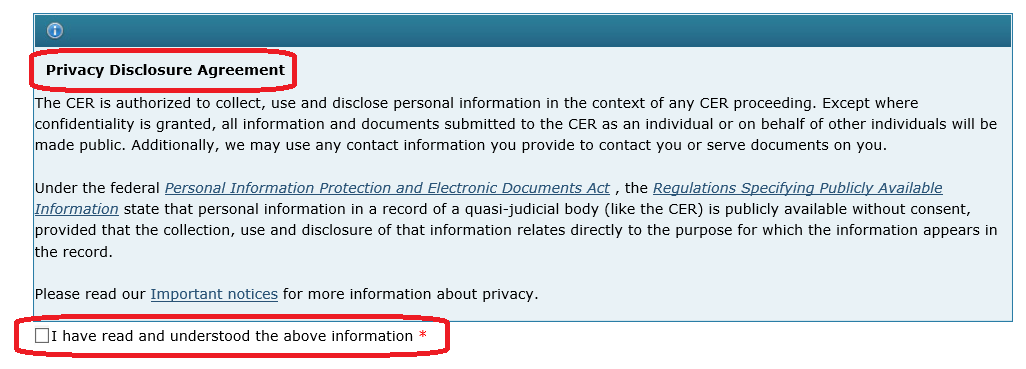 Privacy Disclosure Agreement
The CER is authorized to collect, use and disclose personal information in the context of any CER proceeding. Except where
confidentiality is granted, all information and documents submitted to the CER as an individual or on behalf of other individuals will be
made public. Additionally, we may use any contact information you provide to contact you or serve documents on you.
Under the federal Personal Information Protection and Electronic Documents Act , the Regulations Specifying Publicly Available
Information state that personal information in a record of a quasi-judicial body (like the CER) is publicly available without consent,
provided that the collection, use and disclosure of that information relates directly to the purpose for which the information appears in
the record.
Please read our Important notices for more information about privacy.
I have read and understood the above information *